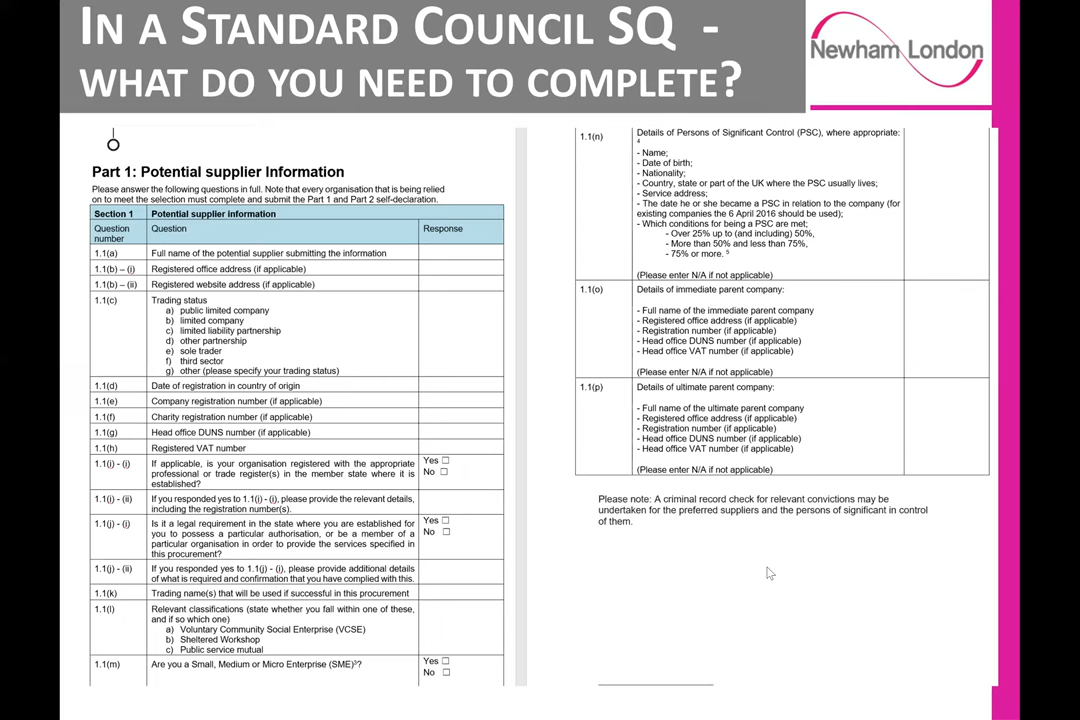 IN A STANDARD COUNCIL SQ -
WHAT DO YOU NEED TO COMPLETE?
Newham London
Part 1: Potential supplier Information
Please answer the following questions in full. Note that every organisation that is being relied
on to meet the selection must complete and submit the Part 1 and Part 2 self-declaration.
Section 1 Potential supplier information
Question number Question Response
1.1(a) Full name of the potential supplier submitting the information
1.1(b) – (i) Registered office address (if applicable)
1.1(b) – (ii) Registered website address (if applicable)
1.1(c) Trading status
a) public limited company
b) limited company
c) limited liability partnership
d) other partnership
e) sole trader
f) third sector
g) other (please specify your trading status)
1.1(d) Date of registration in country of origin
1.1(e) Company registration number (if applicable)
1.1(f) Charity registration number (if applicable)
1.1(g) Head office DUNS number (if applicable)
1.1(h) Registered VAT number
1.1(i) - (i) If applicable, is your organisation registered with the appropriate Yes ☐
professional or trade register(s) in the member state where it is No ☐
established?
1.1(i) - (ii) If you responded yes to 1.1(i) - (i), please provide the relevant details,
including the registration number(s).
1.1(j) - (i) Is it a legal requirement in the state where you are established for Yes ☐
you to possess a particular authorisation, or be a member of a No ☐
particular organisation in order to provide the services specified in
this procurement?
1.1(j) - (ii) If you responded yes to 1.1(j) - (i), please provide additional details
of what is required and confirmation that you have complied with this.
1.1(k) Trading name(s) that will be used if successful in this procurement
1.1(l) Relevant classifications (state whether you fall within one of these,
and if so which one)
a) Voluntary Community Social Enterprise (VCSE)
b) Sheltered Workshop
c) Public service mutual
1.1(m) Are you a Small, Medium or Micro Enterprise (SME)³? Yes ☐
No ☐
1.1(n) Details of Persons of Significant Control (PSC), where appropriate:
⁴
- Name;
- Date of birth;
- Nationality;
- Country, state or part of the UK where the PSC usually lives;
- Service address;
- The date he or she became a PSC in relation to the company (for
existing companies the 6 April 2016 should be used);
- Which conditions for being a PSC are met;
- Over 25% up to (and including) 50%,
- More than 50% and less than 75%,
- 75% or more. ⁵
(Please enter N/A if not applicable)
1.1(o) Details of immediate parent company:
- Full name of the immediate parent company
- Registered office address (if applicable)
- Registration number (if applicable)
- Head office DUNS number (if applicable)
- Head office VAT number (if applicable)
(Please enter N/A if not applicable)
1.1(p) Details of ultimate parent company:
- Full name of the ultimate parent company
- Registered office address (if applicable)
- Registration number (if applicable)
- Head office DUNS number (if applicable)
- Head office VAT number (if applicable)
(Please enter N/A if not applicable)
Please note: A criminal record check for relevant convictions may be
undertaken for the preferred suppliers and the persons of significant in control
of them.